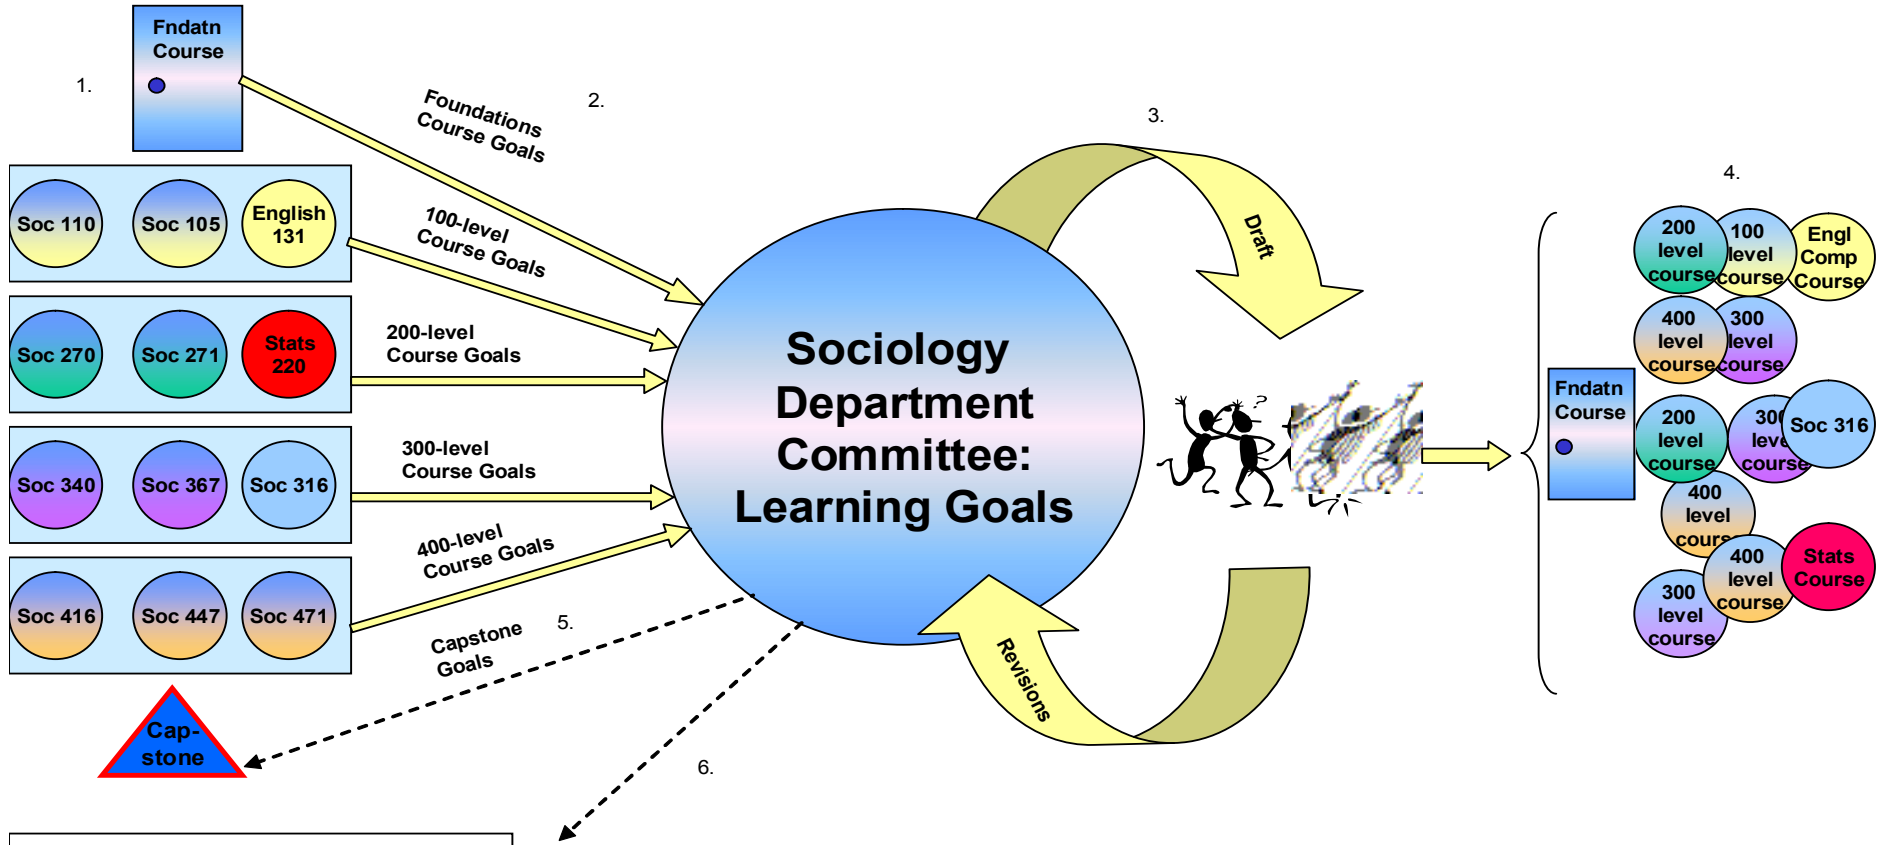 1.
Fndatn
Course
2.
Foundations
Course Goals
3.
4.
Soc 110
Soc 105
English
131
100-level
Course Goals
Soc 270
Soc 271
Stats
220
200-level
Course Goals
Soc 340
Soc 367
Soc 316
300-level
Course Goals
Soc 416
Soc 447
Soc 471
400-level
Course Goals
Cap-
stone
5.
Capstone
Goals
6.
Sociology
Department
Committee:
Learning Goals
Draft
?
Revisions
Fndatn
Course
200
level
course
100
level
course
Engl
Comp
Course
400
level
course
300
level
course
200
level
course
300
level
cou
Soc 316
400
level
cours
400
level
course
Stats
Course
300
level
course